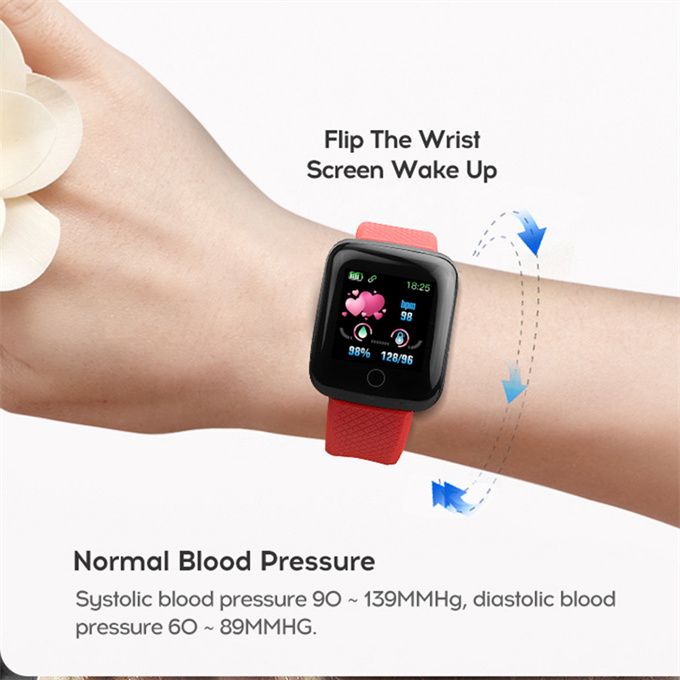 Flip The Wrist
Screen Wake Up
18:25
bpm
98
98% 128/96
Normal Blood Pressure
Systolic blood pressure 90 ~ 139MMHg, diastolic blood
pressure 60 ~ 89MMHG.